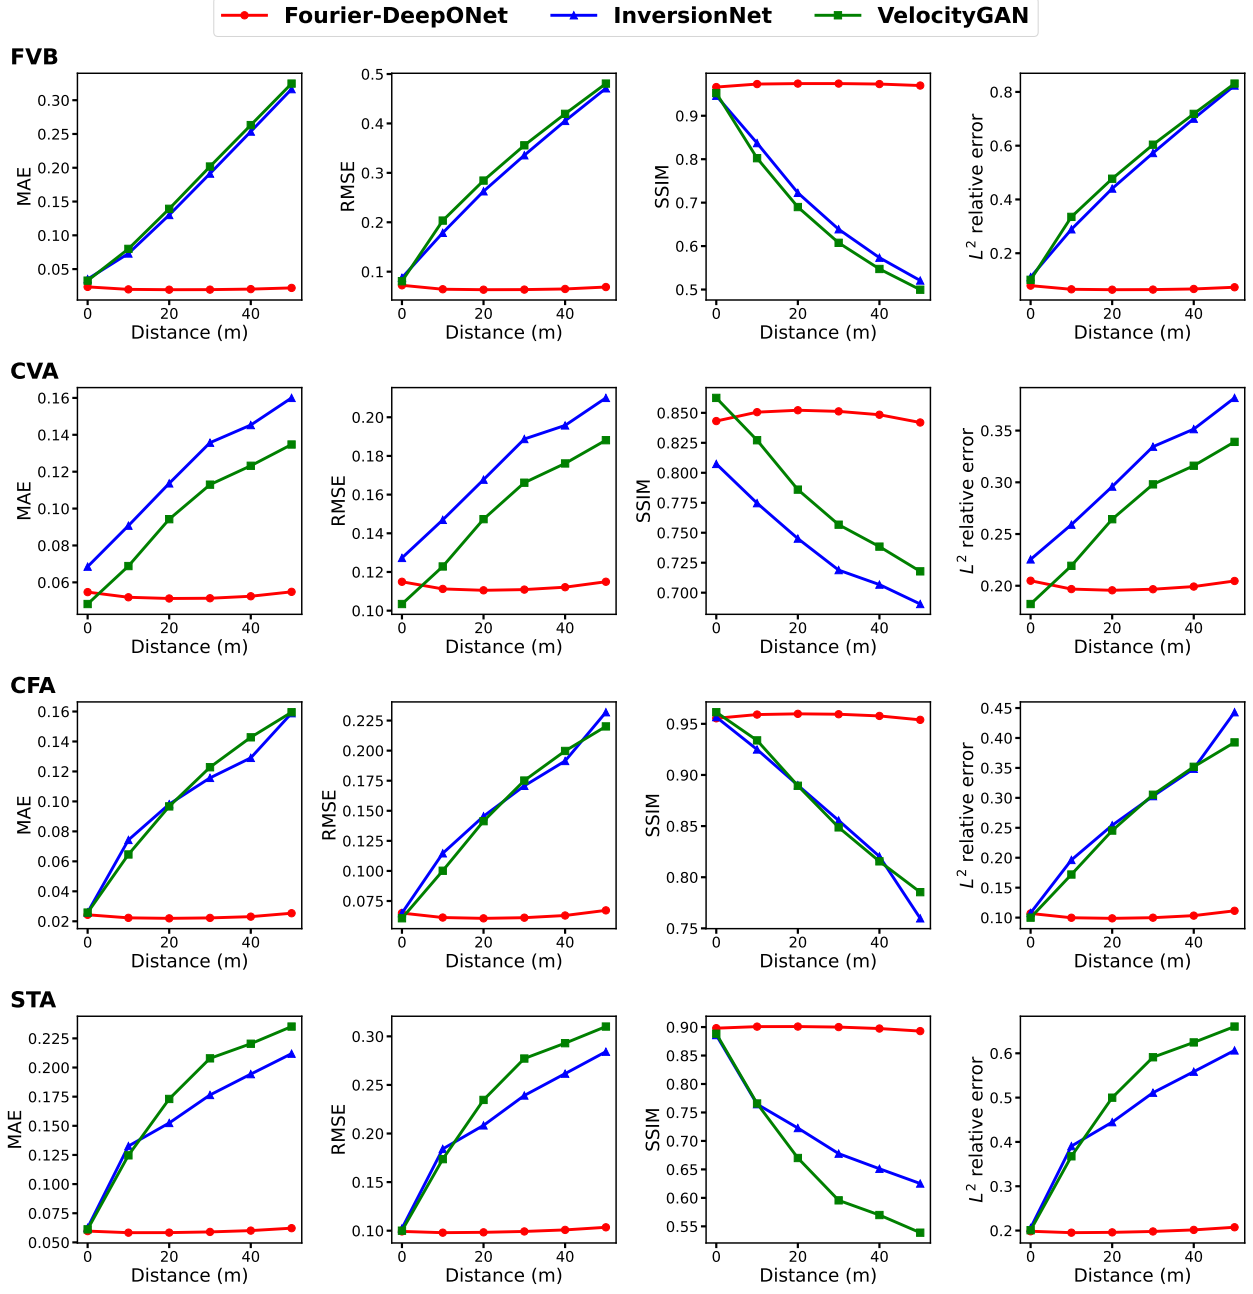 Fourier-DeepONet InversionNet VelocityGAN
FVB
MAE
0.30
0.25
0.20
0.15
0.10
0.05
0 20 40
Distance (m)
RMSE
0.5
0.4
0.3
0.2
0.1
0 20 40
Distance (m)
SSIM
0.9
0.8
0.7
0.6
0.5
0 20 40
Distance (m)
L² relative error
0.8
0.6
0.4
0.2
0 20 40
Distance (m)
CVA
MAE
0.16
0.14
0.12
0.10
0.08
0.06
0 20 40
Distance (m)
RMSE
0.20
0.18
0.16
0.14
0.12
0.10
0 20 40
Distance (m)
SSIM
0.850
0.825
0.800
0.775
0.750
0.725
0.700
0 20 40
Distance (m)
L² relative error
0.35
0.30
0.25
0.20
0 20 40
Distance (m)
CFA
MAE
0.16
0.14
0.12
0.10
0.08
0.06
0.04
0.02
0 20 40
Distance (m)
RMSE
0.225
0.200
0.175
0.150
0.125
0.100
0.075
0 20 40
Distance (m)
SSIM
0.95
0.90
0.85
0.80
0.75
0 20 40
Distance (m)
L² relative error
0.45
0.40
0.35
0.30
0.25
0.20
0.15
0.10
0 20 40
Distance (m)
STA
MAE
0.225
0.200
0.175
0.150
0.125
0.100
0.075
0.050
0 20 40
Distance (m)
RMSE
0.30
0.25
0.20
0.15
0.10
0 20 40
Distance (m)
SSIM
0.90
0.85
0.80
0.75
0.70
0.65
0.60
0.55
0 20 40
Distance (m)
L² relative error
0.6
0.5
0.4
0.3
0.2
0 20 40
Distance (m)